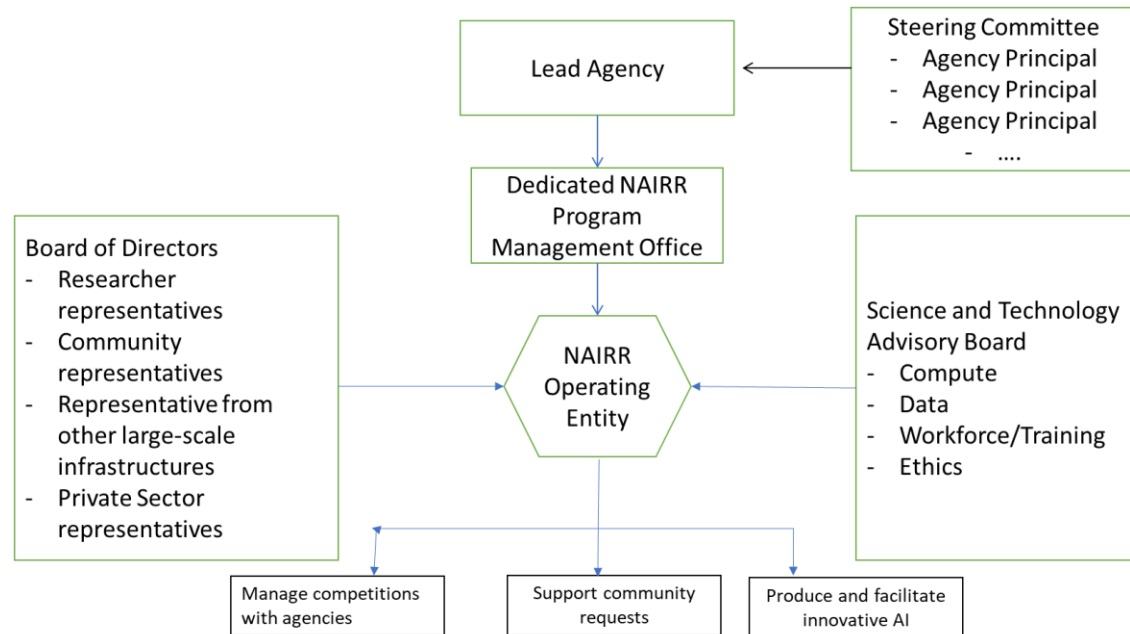 Lead Agency
Steering Committee
- Agency Principal
- Agency Principal
- Agency Principal
- ....
Dedicated NAIRR
Program
Management Office
Board of Directors
- Researcher
representatives
- Community
representatives
- Representative from
other large-scale
infrastructures
- Private Sector
representatives
NAIRR
Operating
Entity
Science and Technology
Advisory Board
- Compute
- Data
- Workforce/Training
- Ethics
Manage competitions
with agencies
Support community
requests
Produce and facilitate
innovative AI